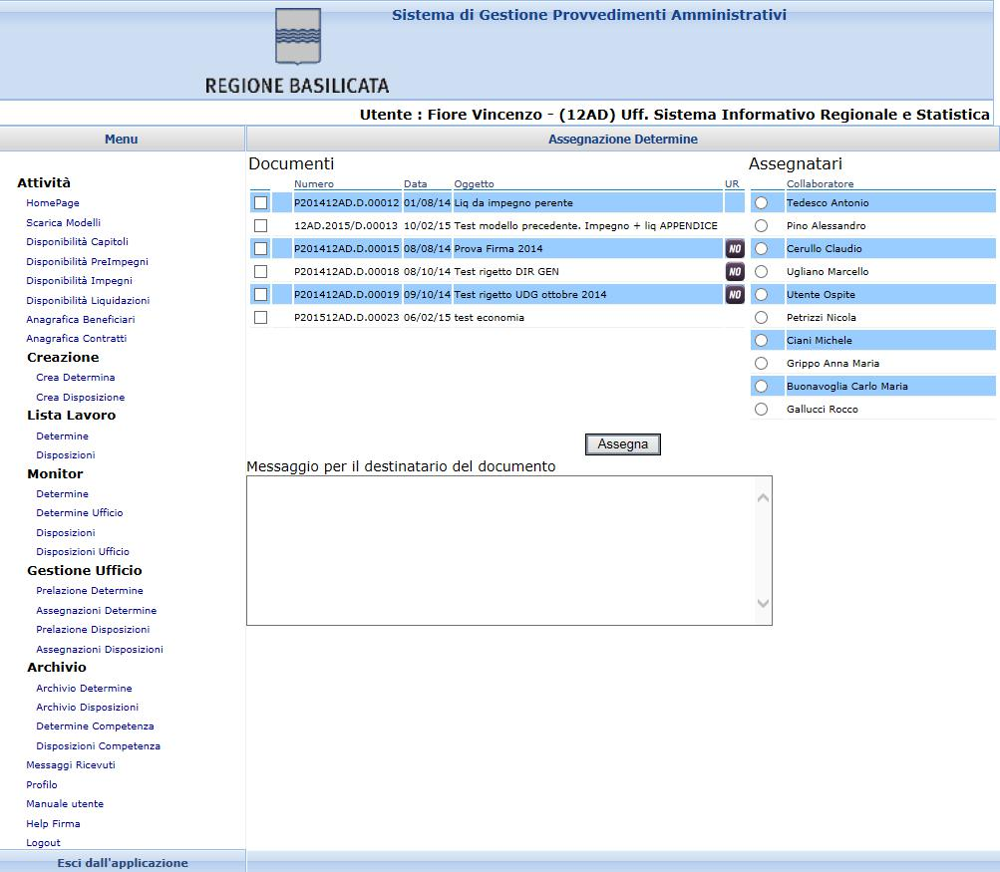 Sistema di Gestione Provvedimenti Amministrativi
REGIONE BASILICATA
Utente : Fiore Vincenzo - (12AD) Uff. Sistema Informativo Regionale e Statistica
Menu
Attività
HomePage
Scarica Modelli
Disponibilità Capitoli
Disponibilità PreImpegni
Disponibilità Impegni
Disponibilità Liquidazioni
Anagrafica Beneficiari
Anagrafica Contratti
Creazione
Crea Determina
Crea Disposizione
Lista Lavoro
Determine
Disposizioni
Monitor
Determine
Determine Ufficio
Disposizioni
Disposizioni Ufficio
Gestione Ufficio
Prelazione Determine
Assegnazioni Determine
Prelazione Disposizioni
Assegnazioni Disposizioni
Archivio
Archivio Determine
Archivio Disposizioni
Determine Competenza
Disposizioni Competenza
Messaggi Ricevuti
Profilo
Manuale utente
Help Firma
Logout
Esci dall'applicazione
Assegnazione Determine
Documenti
Numero Data Oggetto UR
P201412AD.D.00012 01/08/14 Liq da impegno perente
12AD.2015/D.00013 10/02/15 Test modello precedente. Impegno + liq APPENDICE
P201412AD.D.00015 08/08/14 Prova Firma 2014 NO
P201412AD.D.00018 08/10/14 Test rigetto DIR GEN NO
P201412AD.D.00019 09/10/14 Test rigetto UDG ottobre 2014 NO
P201512AD.D.00023 06/02/15 test economia
Assegnatari
Collaboratore
Tedesco Antonio
Pino Alessandro
Cerullo Claudio
Ugliano Marcello
Utente Ospite
Petrizzi Nicola
Ciani Michele
Grippo Anna Maria
Buonavoglia Carlo Maria
Gallucci Rocco
Assegna
Messaggio per il destinatario del documento